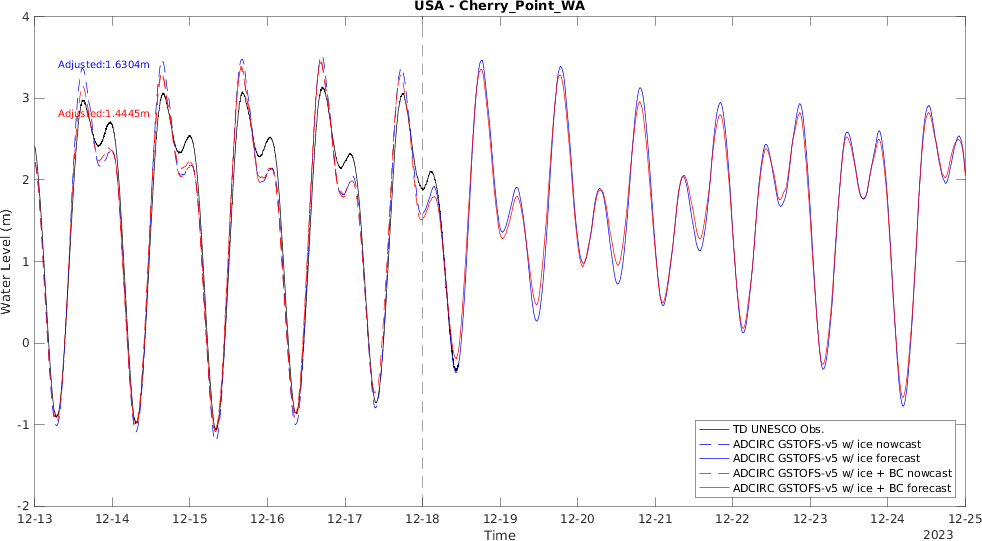 USA - Cherry_Point_WA
4
3
2
1
0
-1
-2
Water Level (m)
Adjusted:1.6304m
Adjusted:1.4445m
TD UNESCO Obs.
ADCIRC GSTOFS-v5 w/ ice nowcast
ADCIRC GSTOFS-v5 w/ ice forecast
ADCIRC GSTOFS-v5 w/ ice + BC nowcast
ADCIRC GSTOFS-v5 w/ ice + BC forecast
12-13 12-14 12-15 12-16 12-17 12-18 12-19 12-20 12-21 12-22 12-23 12-24 12-25
Time
2023